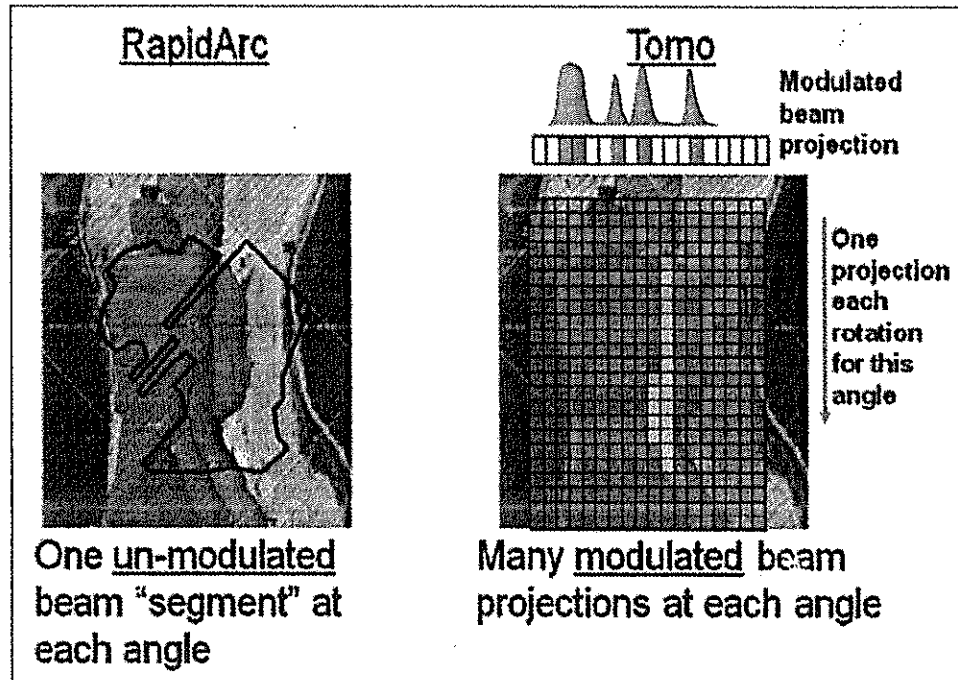 RapidArc
One un-modulated
beam “segment” at
each angle
Tomo
Modulated
beam
projection
One
projection
each
rotation
for this
angle
Many modulated beam
projections at each angle